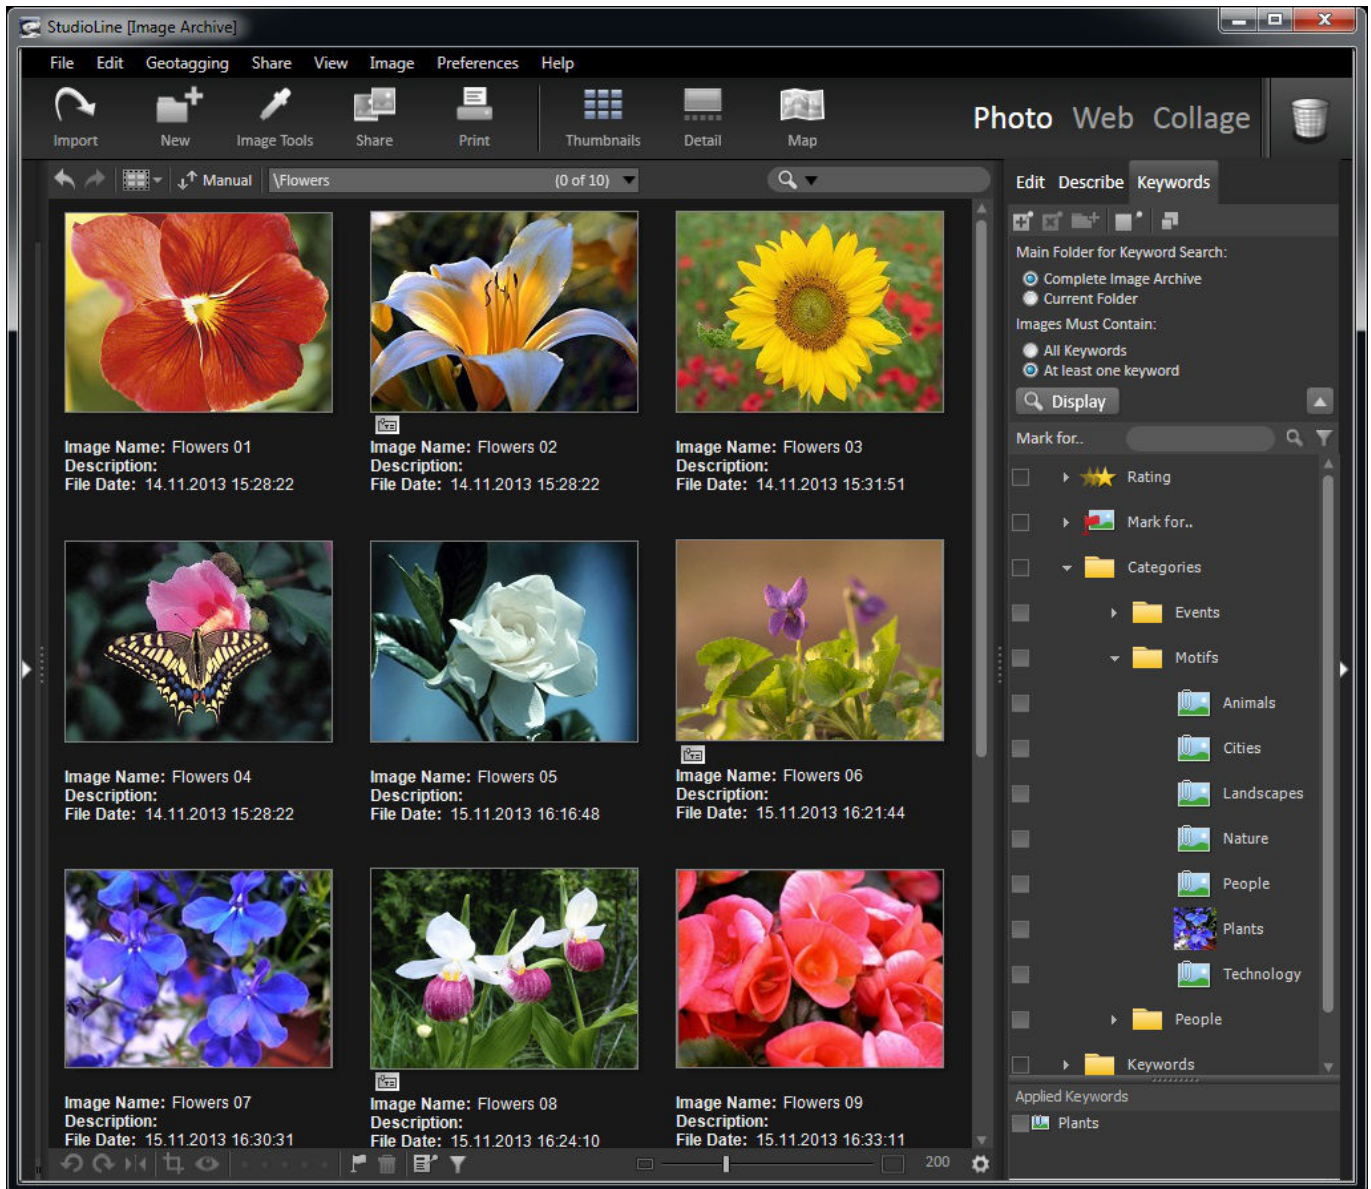 StudioLine [Image Archive]
File Edit Geotagging Share View Image Preferences Help
Import New Image Tools Share Print Thumbnails Detail Map
Photo Web Collage
Manual \Flowers (0 of 10)
Edit Describe Keywords
Main Folder for Keyword Search:
Complete Image Archive
Current Folder
Images Must Contain:
All Keywords
At least one keyword
Display
Mark for..
Rating
Mark for..
Categories
Events
Motifs
Animals
Cities
Landscapes
Nature
People
Plants
Technology
People
Keywords
Applied Keywords
Plants
Image Name: Flowers 01
Description:
File Date: 14.11.2013 15:28:22
Image Name: Flowers 02
Description:
File Date: 14.11.2013 15:28:22
Image Name: Flowers 03
Description:
File Date: 14.11.2013 15:31:51
Image Name: Flowers 04
Description:
File Date: 14.11.2013 15:28:22
Image Name: Flowers 05
Description:
File Date: 15.11.2013 16:16:48
Image Name: Flowers 06
Description:
File Date: 15.11.2013 16:21:44
Image Name: Flowers 07
Description:
File Date: 15.11.2013 16:30:31
Image Name: Flowers 08
Description:
File Date: 15.11.2013 16:24:10
Image Name: Flowers 09
Description:
File Date: 15.11.2013 16:33:11
200